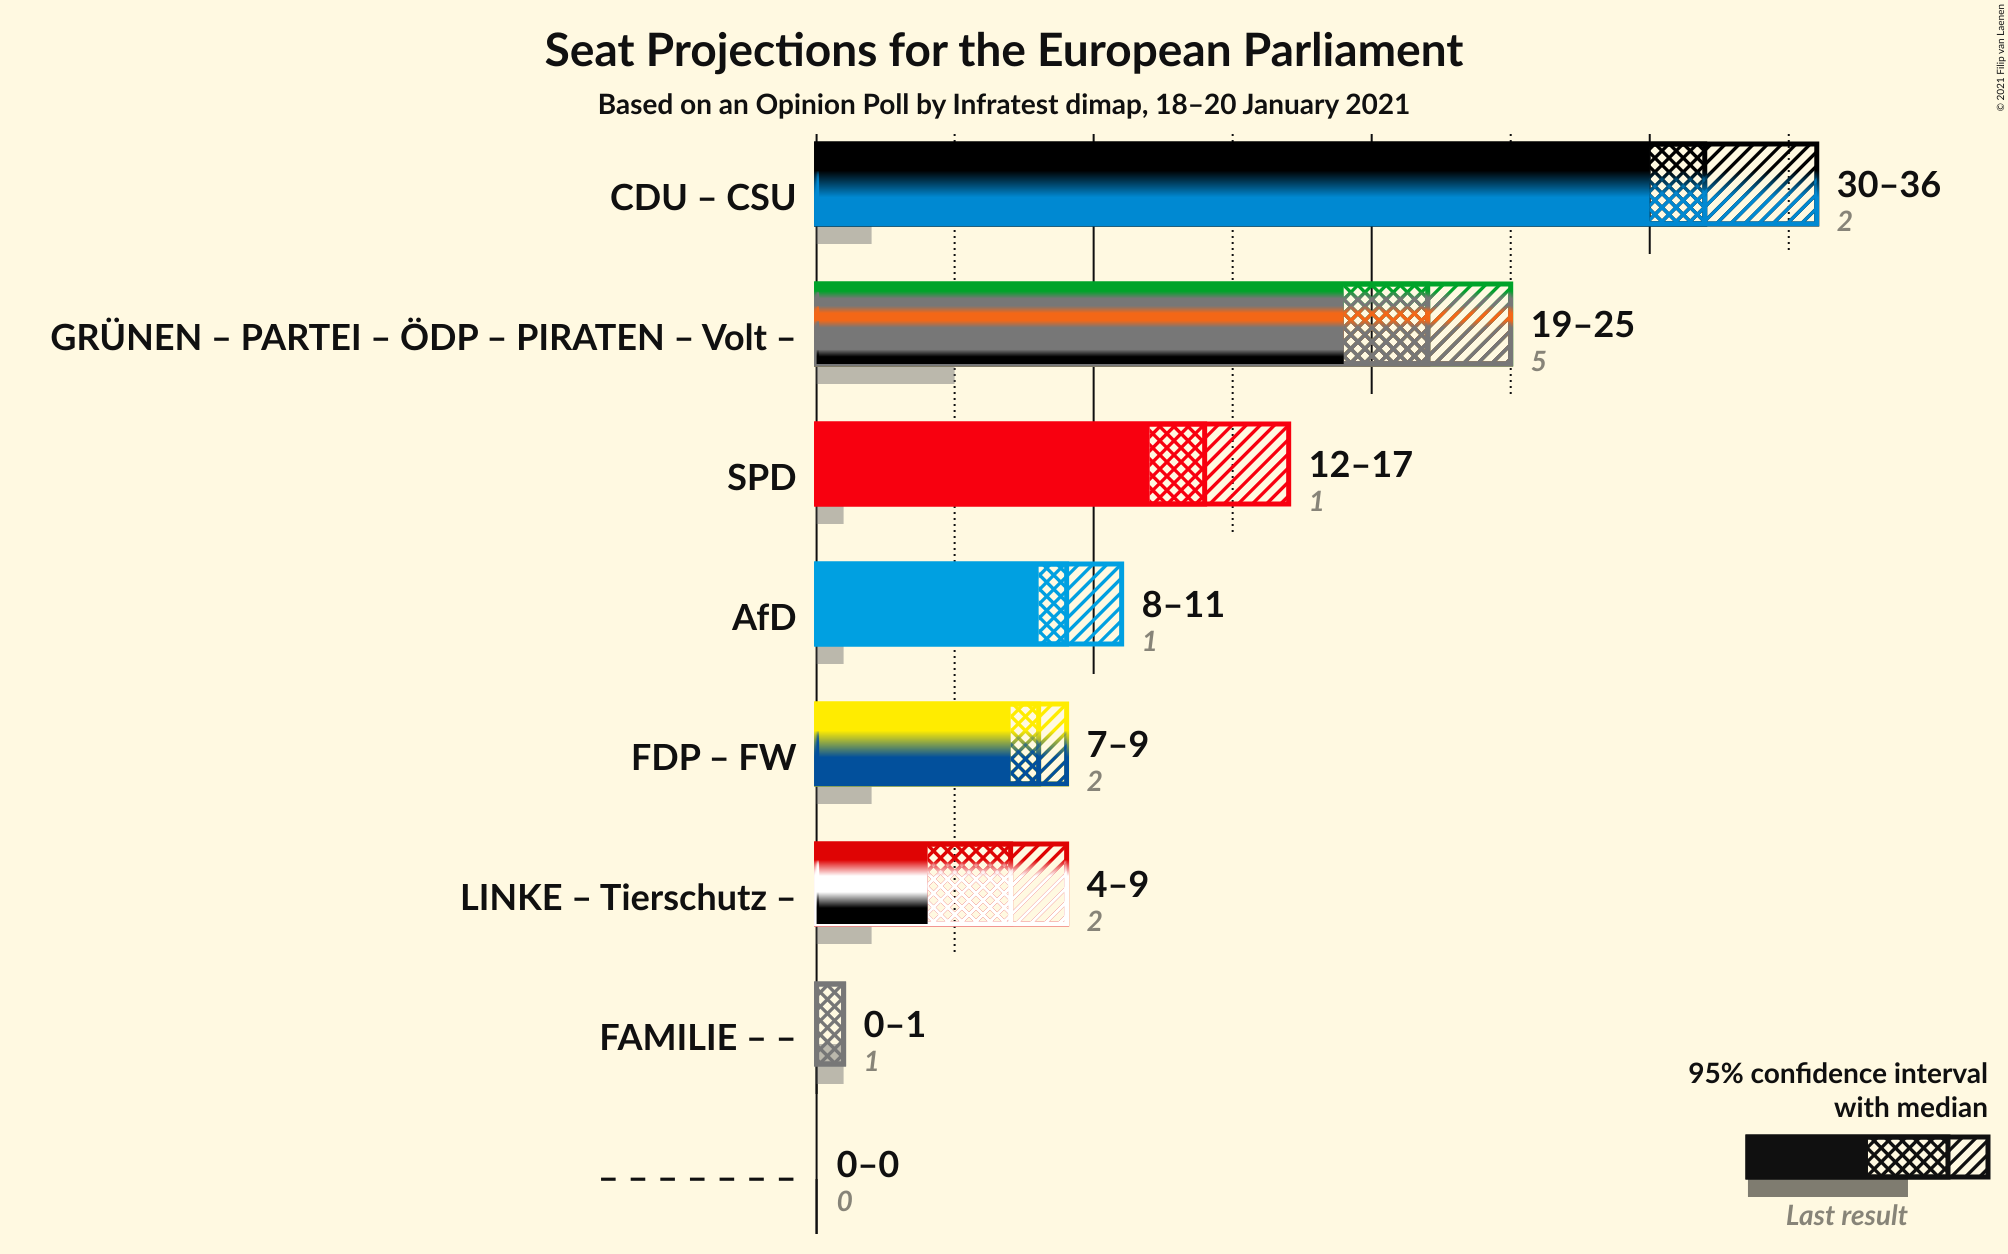 Seat Projections for the European Parliament
Based on an Opinion Poll by Infratest dimap, 18–20 January 2021
© 2021 Filip van Laenen
CDU – CSU
30–36
2
GRÜNEN – PARTEI – ÖDP – PIRATEN – Volt –
19–25
5
SPD
12–17
1
AfD
8–11
1
FDP – FW
7–9
2
LINKE – Tierschutz –
4–9
2
FAMILIE – –
0–1
1
– – – – – – –
0–0
0
95% confidence interval
with median
Last result